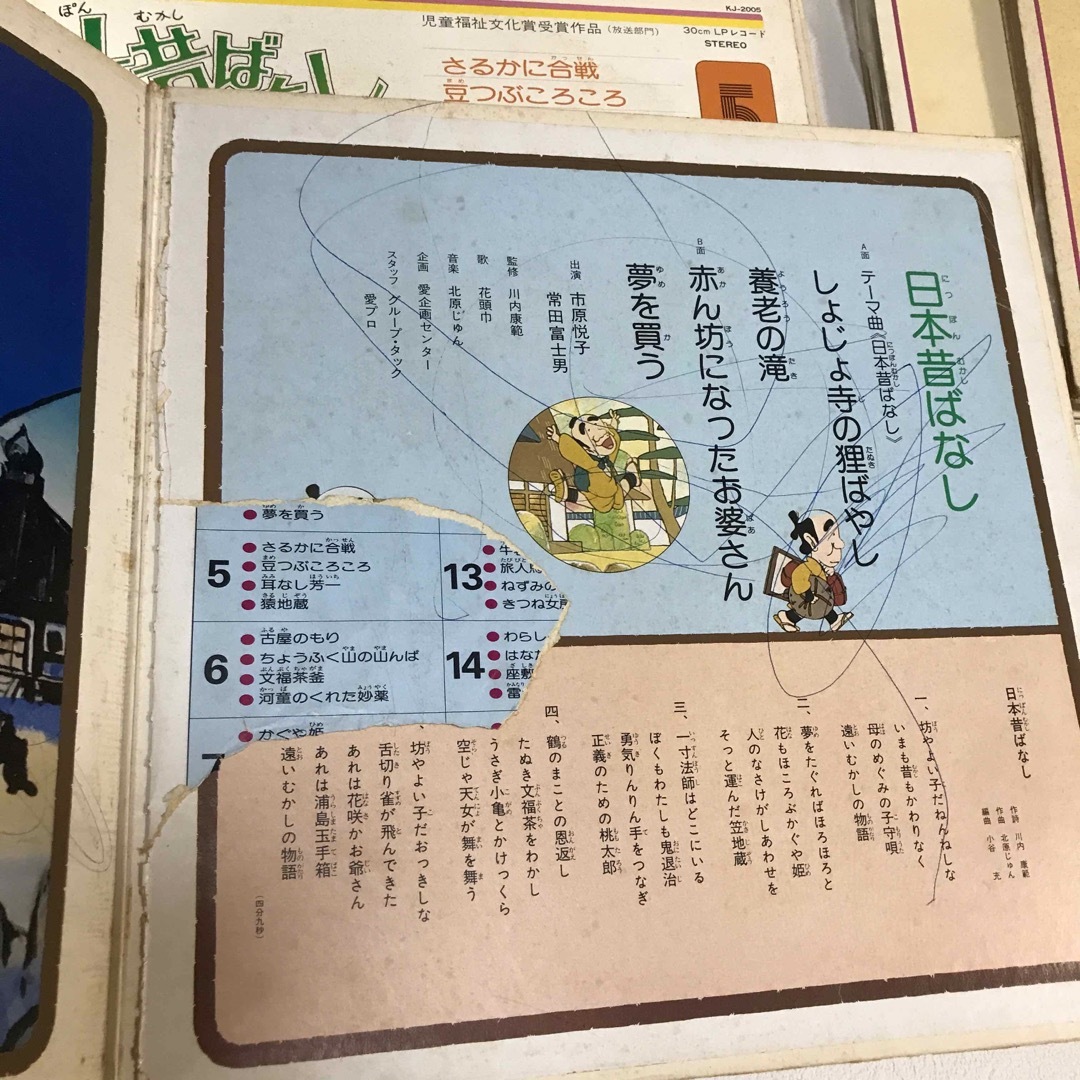 KJ-2005
児童福祉文化賞受賞作品（放送部門）
30cm LPレコード
STEREO
昔ばなし
さるかに合戦
豆つぶころころ
5
日本昔ばなし
A面 テーマ曲《日本昔ばなし》
しょじょ寺の狸ばやし
養老の滝
B面 赤ん坊になったお婆さん
夢を買う
出演 市原悦子
常田富士男
監修 川内康範
歌 花頭巾
音楽 北原じゅん
企画 愛企画センター
スタッフ グループ・タック
愛プロ
夢を買う
5
さるかに合戦
豆つぶころころ
耳なし芳一
猿地蔵
6
古屋のもり
ちょうふく山の山んば
文福茶釜
河童のくれた妙薬
かぐや姫
13
旅人
ねずみの
きつね女
14
わらし
はな
座敷
雷
日本昔ばなし
作詩 川内 康範
作曲 北原じゅん
編曲 小谷 充
一、坊やよい子だねんねしな
いまも昔もかわりなく
母のめぐみの子守唄
遠いむかしの物語
二、夢をたぐればほろほろと
花もほころぶかぐや姫
人のなさけがしあわせを
そっと運んだ笠地蔵
三、一寸法師はどこにいる
ぼくもわたしも鬼退治
勇気りんりん手をつなぎ
正義のための桃太郎
四、鶴のまことの恩返し
たぬき文福茶をわかし
うさぎ小亀とかけっくら
空じゃ天女が舞を舞う
、坊やよい子だおっきしな
舌切り雀が飛んできた
あれは花咲かお爺さん
あれは浦島玉手箱
遠いむかしの物語
（四分九秒）